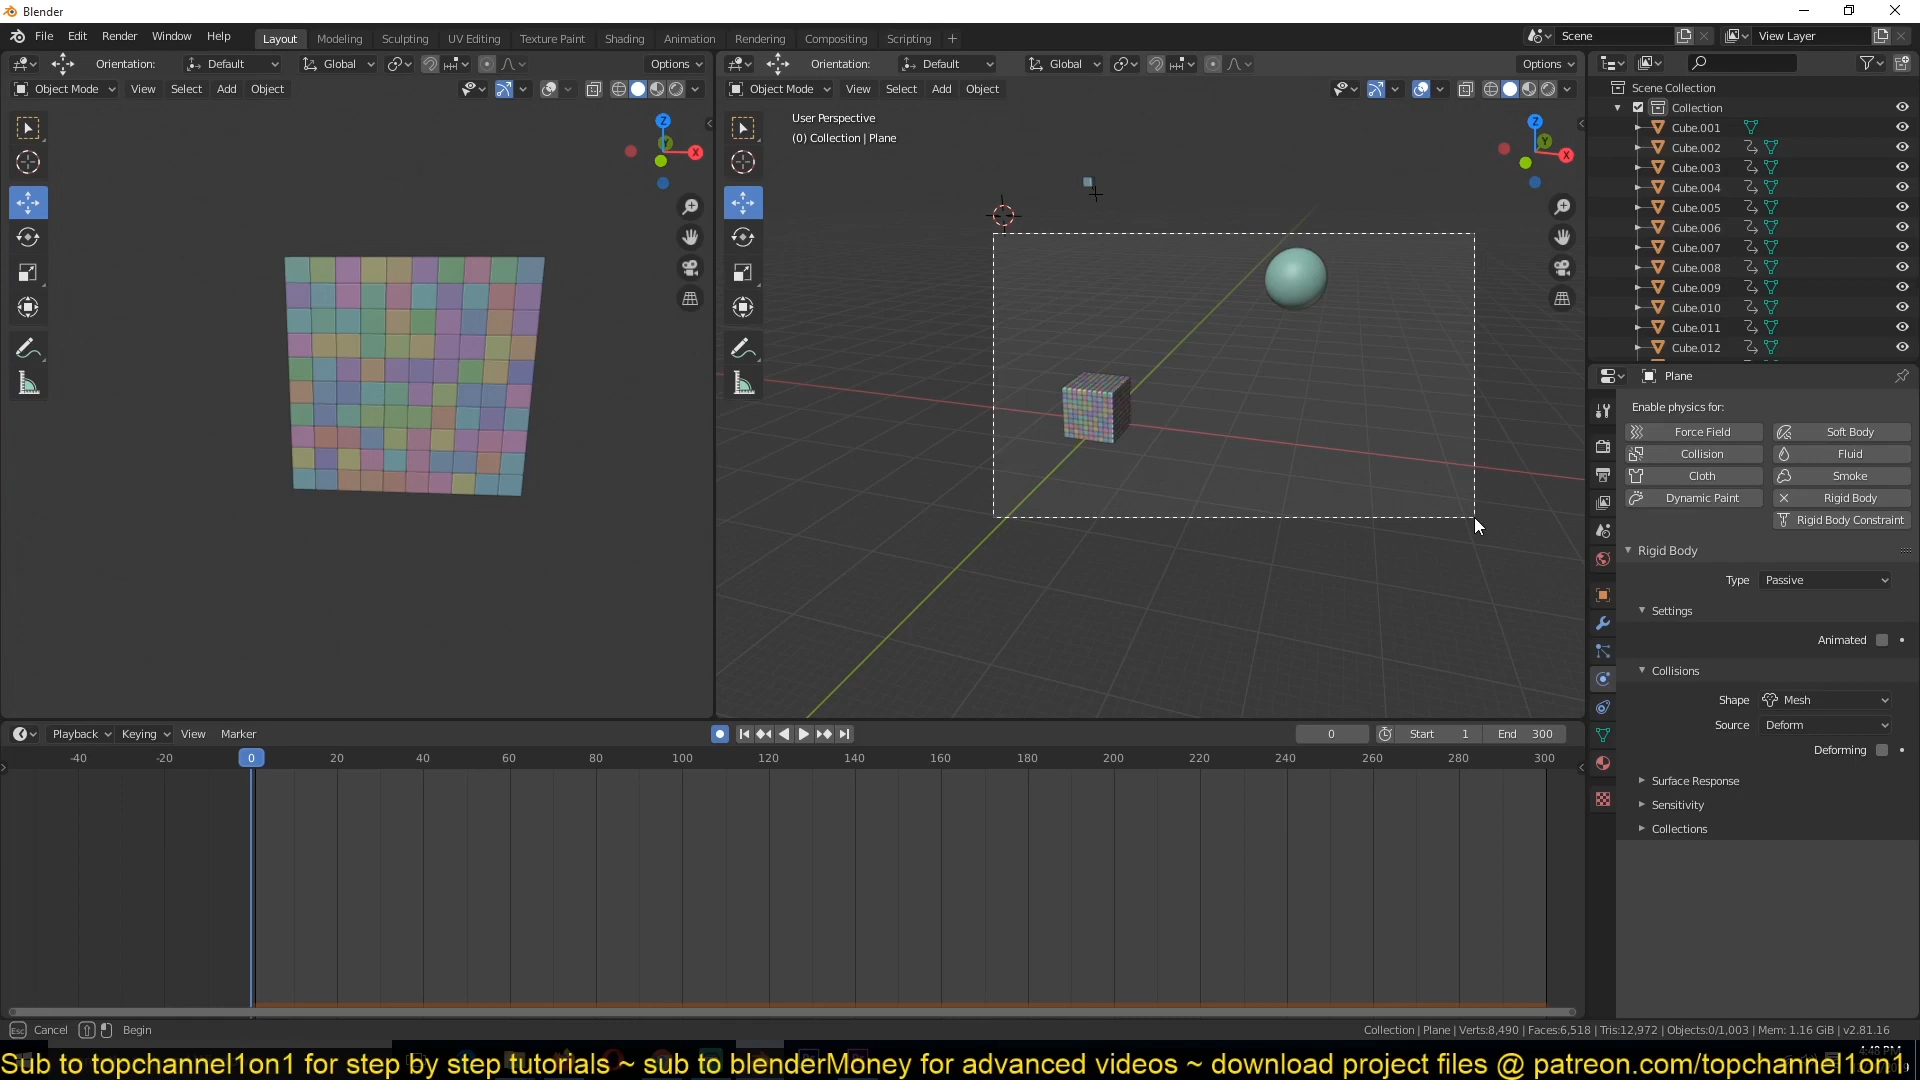 Blender
File Edit Render Window Help
Layout Modeling Sculpting UV Editing Texture Paint Shading Animation Rendering Compositing Scripting +
Scene
View Layer
Orientation: Default Global Options
Orientation: Default Global Options
Object Mode View Select Add Object
Object Mode View Select Add Object
User Perspective
(0) Collection | Plane
Z
X
Z
Y
X
Scene Collection
Collection
Cube.001
Cube.002
Cube.003
Cube.004
Cube.005
Cube.006
Cube.007
Cube.008
Cube.009
Cube.010
Cube.011
Cube.012
Plane
Enable physics for:
Force Field Soft Body
Collision Fluid
Cloth Smoke
Dynamic Paint Rigid Body
Rigid Body Constraint
Rigid Body
Type Passive
Settings
Animated
Collisions
Shape Mesh
Source Deform
Deforming
Surface Response
Sensitivity
Collections
Playback Keying View Marker
0 Start 1 End 300
-40 -20 0 20 40 60 80 100 120 140 160 180 200 220 240 260 280 300
Esc Cancel Begin
Collection | Plane | Verts:8,490 | Faces:6,518 | Tris:12,972 | Objects:0/1,003 | Mem: 1.16 GiB | v2.81.16
4:48 PM
Sub to topchannel1on1 for step by step tutorials ~ sub to blenderMoney for advanced videos ~ download project files @ patreon.com/topchannel1on1